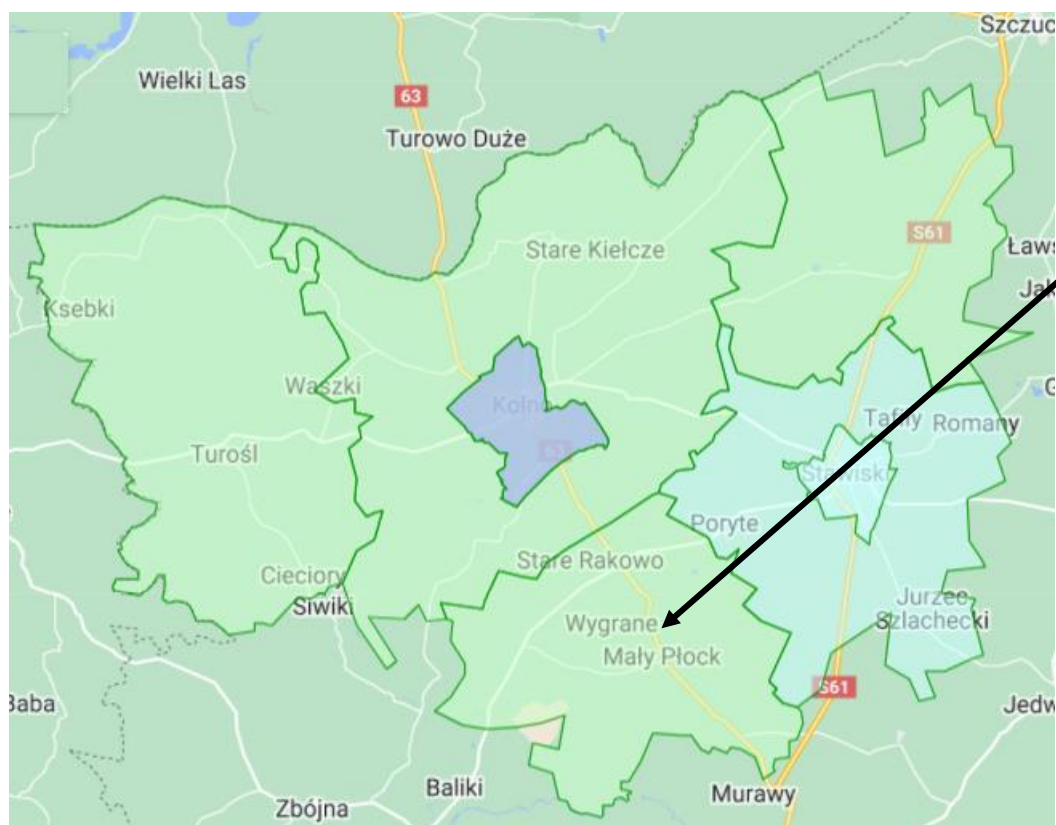 Szczuc
Wielki Las
63
Turowo Duże
Stare Kiełcze
S61
Ławs
Jak
Ksebki
Waszki
Kolno
G
Tafiły
Romany
Turośl
Stawiski
Poryte
Stare Rakowo
Cieciory
Siwiki
Jurzec
Szlachecki
Wygrane
Mały Płock
S61
Baba
Jedw
Baliki
Murawy
Zbójna